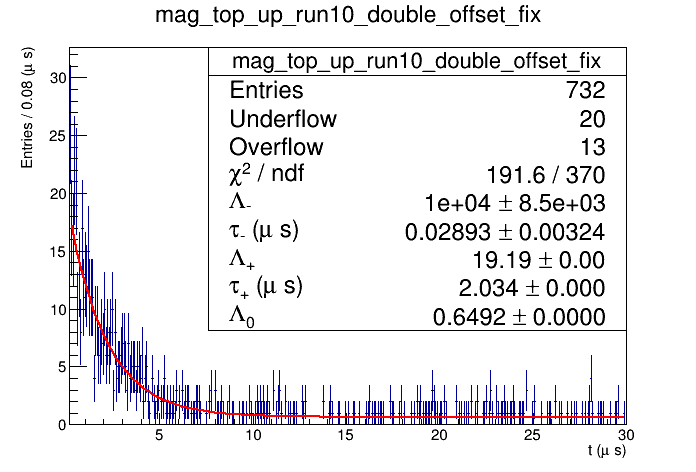 mag_top_up_run10_double_offset_fix
Entries / 0.08 (μ s)
mag_top_up_run10_double_offset_fix
Entries 732
Underflow 20
Overflow 13
χ² / ndf 191.6 / 370
Λ₋ 1e+04 ± 8.5e+03
τ₋ (μ s) 0.02893 ± 0.00324
Λ₊ 19.19 ± 0.00
τ₊ (μ s) 2.034 ± 0.000
Λ₀ 0.6492 ± 0.0000
30
25
20
15
10
5
0
5 10 15 20 25 30
t (μ s)